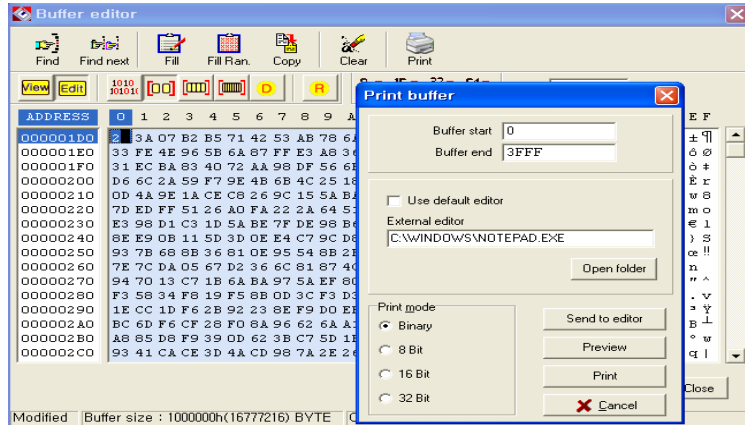 Buffer editor
Find Find next Fill Fill Ran. Copy Clear Print
View Edit 1010 10101 D R
Print buffer
ADDRESS 0 1 2 3 4 5 6 7 8 9 E F
Buffer start 0
Buffer end 3FFF
000001D0 2 3A 07 B2 B5 71 42 53 AB 78
000001E0 33 FE 4E 96 5B 6A 87 FF E3 A8
000001F0 31 EC BA 83 40 72 AA 98 DF 56
00000200 D6 6C 2A 59 F7 9E 4B 6B 4C 25
00000210 0D 4A 9E 1A CE C8 26 9C 15 5A
00000220 7D ED FF 51 26 A0 FA 22 2A 64
00000230 E3 98 D1 C3 1D 5A BE 7F DE 98
00000240 8E E9 0B 11 5D 3D 0E E4 C7 9C
00000250 93 7B 68 8B 36 81 0E 95 54 8B
00000260 7E 7C DA 05 67 D2 36 6C 81 87
00000270 94 70 13 C7 1B 6A BA 97 5A EF
00000280 F3 58 34 F8 19 F5 8B 0D 3C F3
00000290 1E CC 1D F6 2B 92 23 8E F9 D0
000002A0 BC 6D F6 CF 28 F0 8A 96 62 6A
000002B0 A8 85 D8 F9 39 0D 62 3B C7 5D
000002C0 93 41 CA CE 3D 4A CD 98 7A 2E
Use default editor
External editor
C:\WINDOWS\NOTEPAD.EXE
Open folder
Print mode
Binary
8 Bit
16 Bit
32 Bit
Send to editor
Preview
Print
Cancel
Close
Modified Buffer size : 1000000h(16777216) BYTE